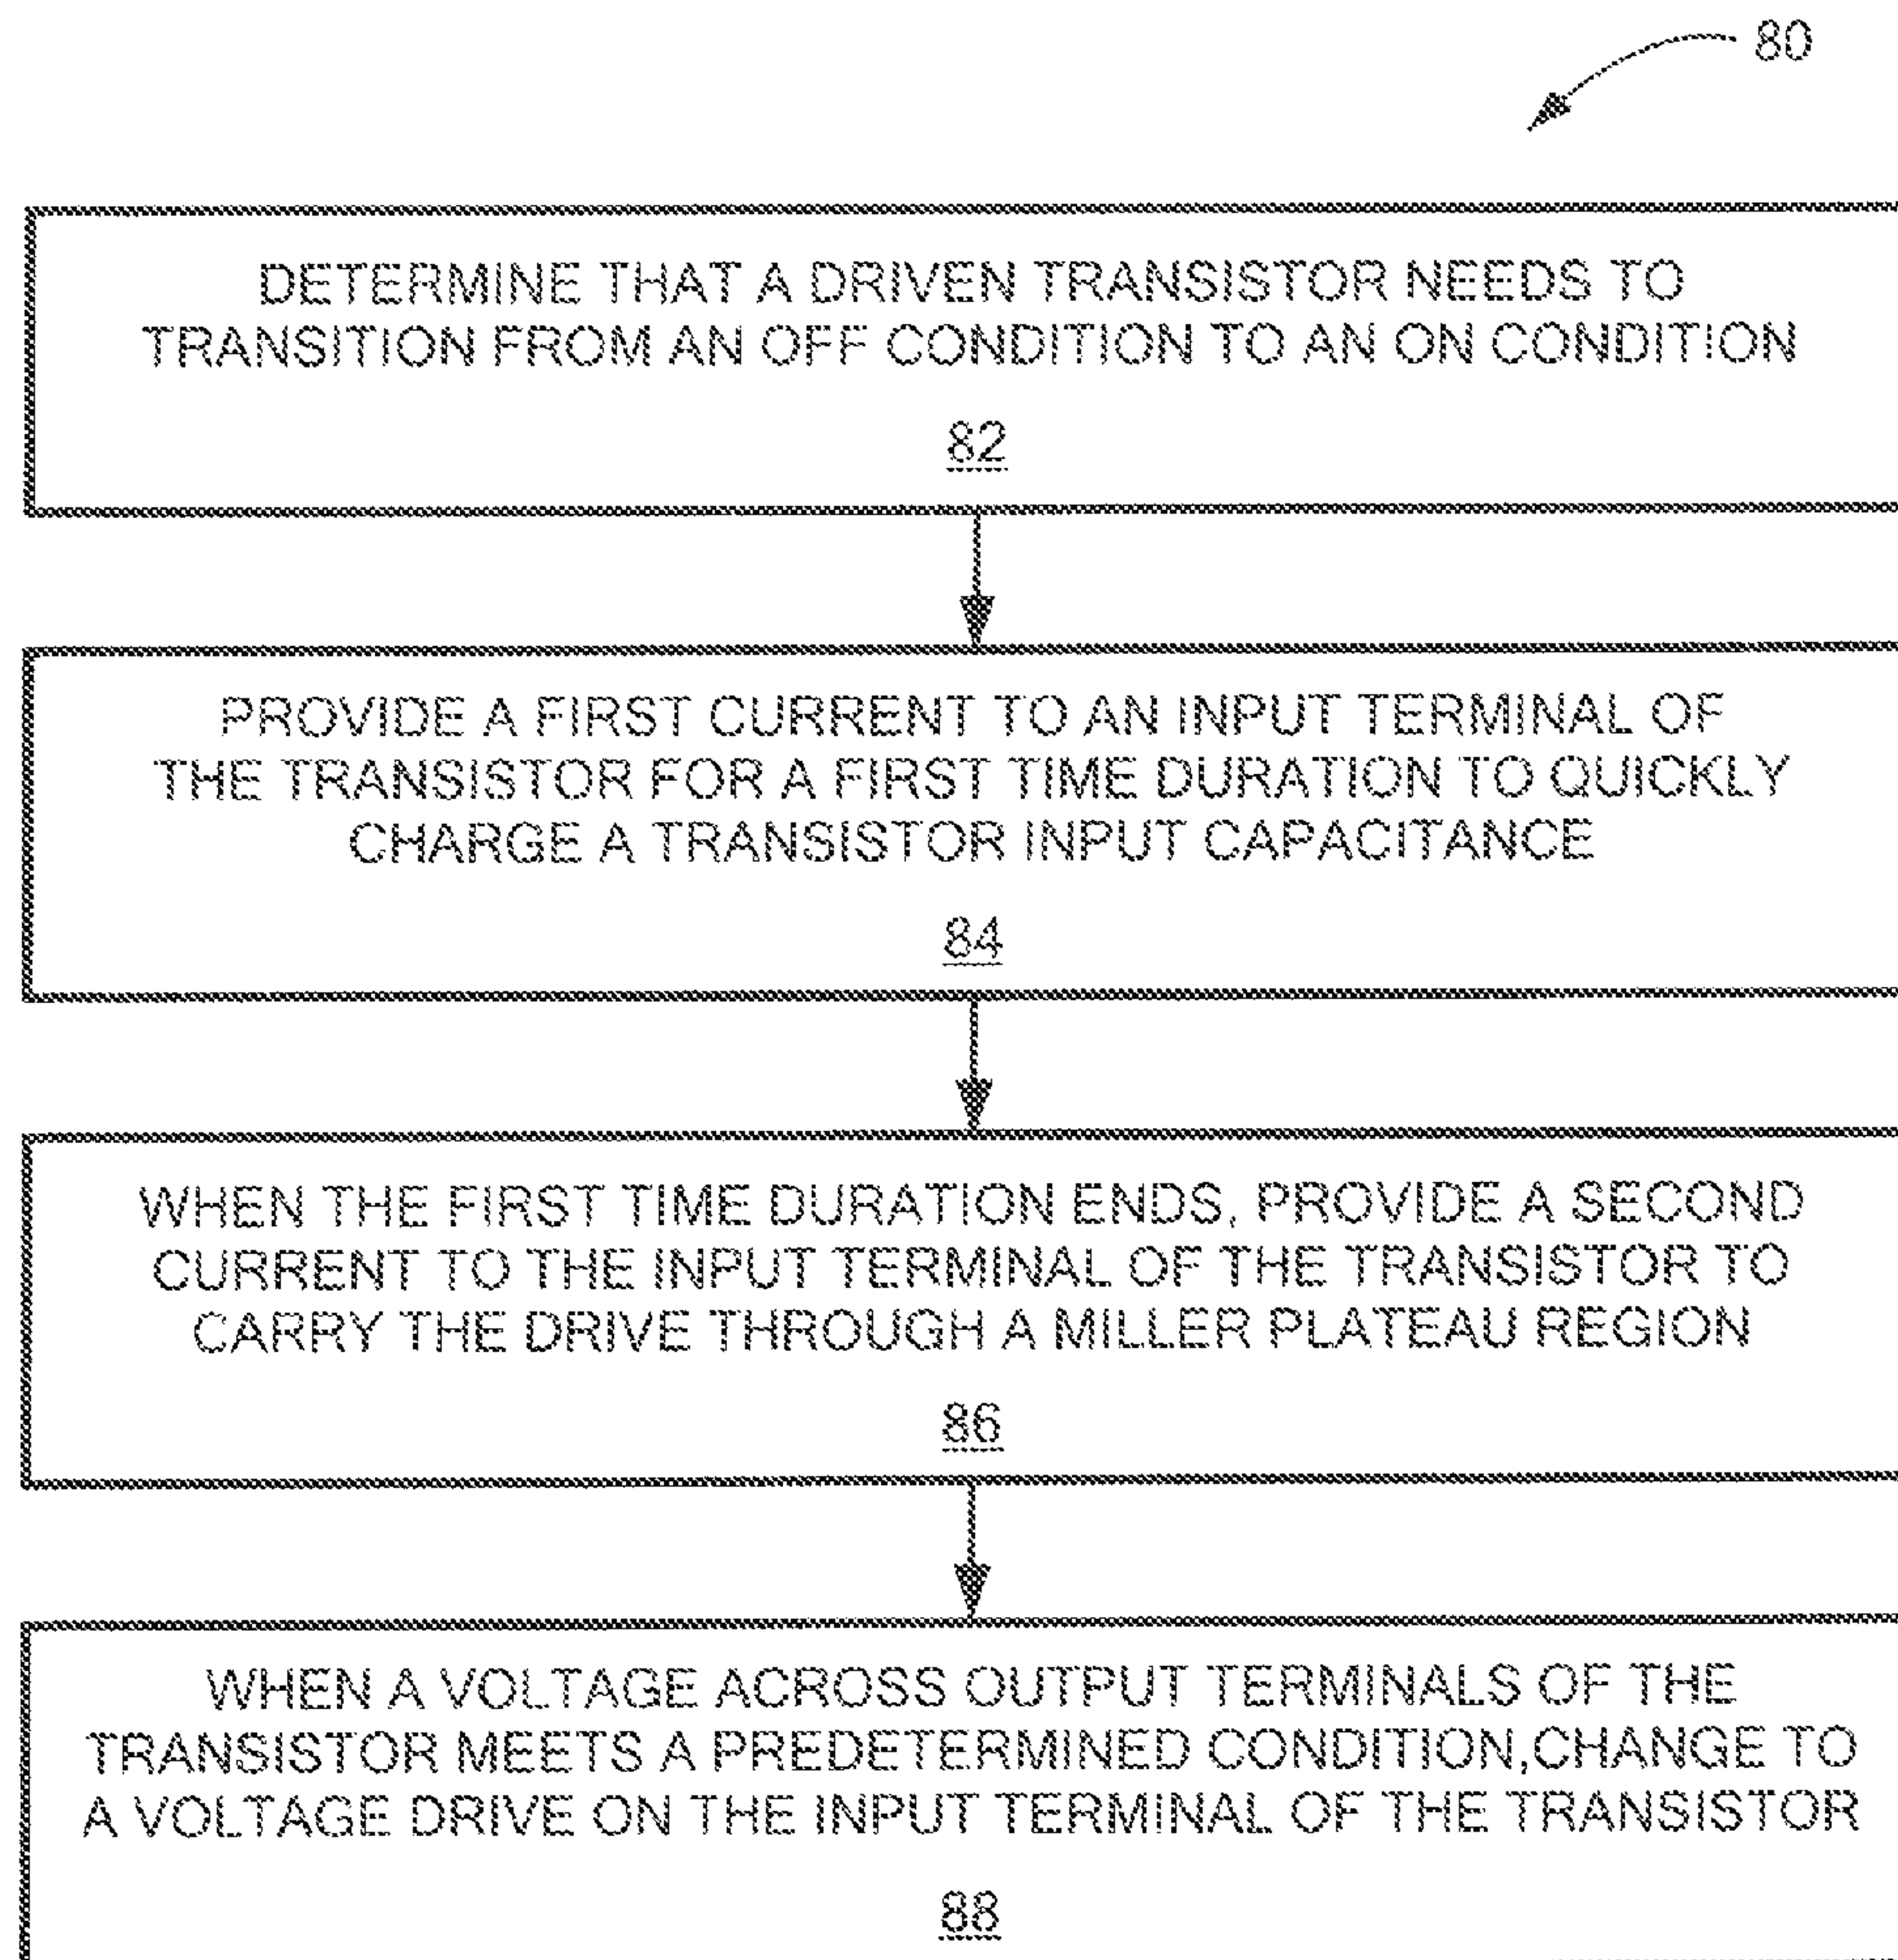 80
DETERMINE THAT A DRIVEN TRANSISTOR NEEDS TO
TRANSITION FROM AN OFF CONDITION TO AN ON CONDITION
82
PROVIDE A FIRST CURRENT TO AN INPUT TERMINAL OF
THE TRANSISTOR FOR A FIRST TIME DURATION TO QUICKLY
CHARGE A TRANSISTOR INPUT CAPACITANCE
84
WHEN THE FIRST TIME DURATION ENDS, PROVIDE A SECOND
CURRENT TO THE INPUT TERMINAL OF THE TRANSISTOR TO
CARRY THE DRIVE THROUGH A MILLER PLATEAU REGION
86
WHEN A VOLTAGE ACROSS OUTPUT TERMINALS OF THE
TRANSISTOR MEETS A PREDETERMINED CONDITION,CHANGE TO
A VOLTAGE DRIVE ON THE INPUT TERMINAL OF THE TRANSISTOR
88